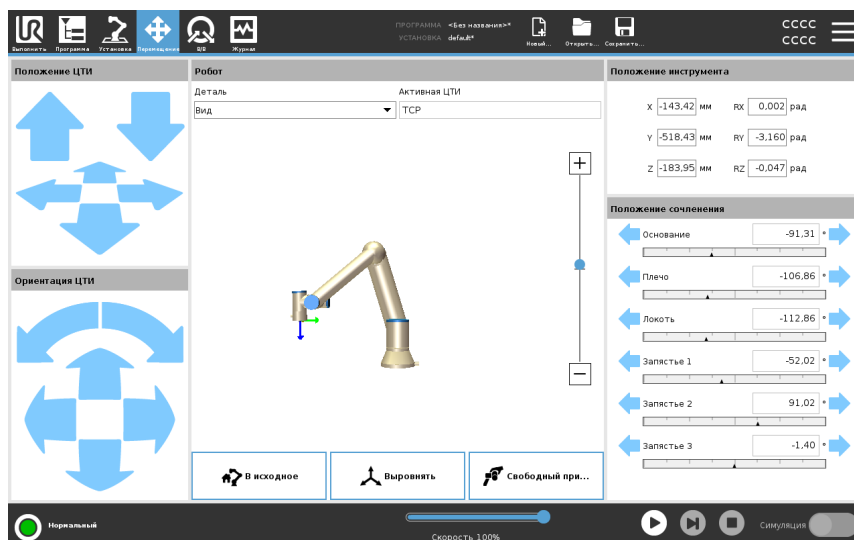 UR
ПРОГРАММА <Без названия>*
УСТАНОВКА default*
Выполнить Программа Установка Перемещение В/В Журнал
Новый... Открыть... Сохранить...
CCCC
CCCC
Положение ЦТИ
Робот
Положение инструмента
Деталь
Активная ЦТИ
Вид
TCP
X -143,42 мм RX 0,002 рад
Y -518,43 мм RY -3,160 рад
Z -183,95 мм RZ -0,047 рад
Положение сочленения
Основание -91,31 °
Плечо -106,86 °
Локоть -112,86 °
Запястье 1 -52,02 °
Запястье 2 91,02 °
Запястье 3 -1,40 °
Ориентация ЦТИ
В исходное
Выровнять
Свободный при...
Нормальный
Скорость 100%
Симуляция